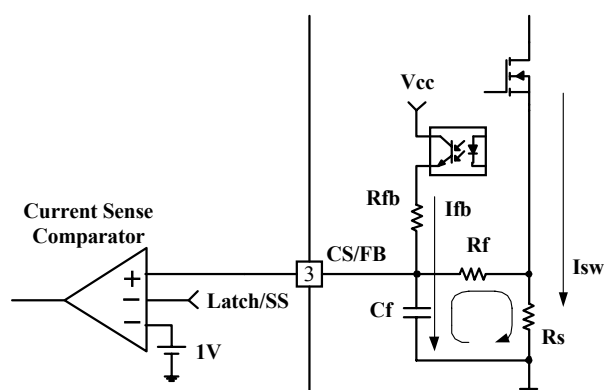 Vcc
Rfb
Ifb
Current Sense
Comparator
CS/FB
Rf
Isw
3
Latch/SS
Cf
Rs
1V